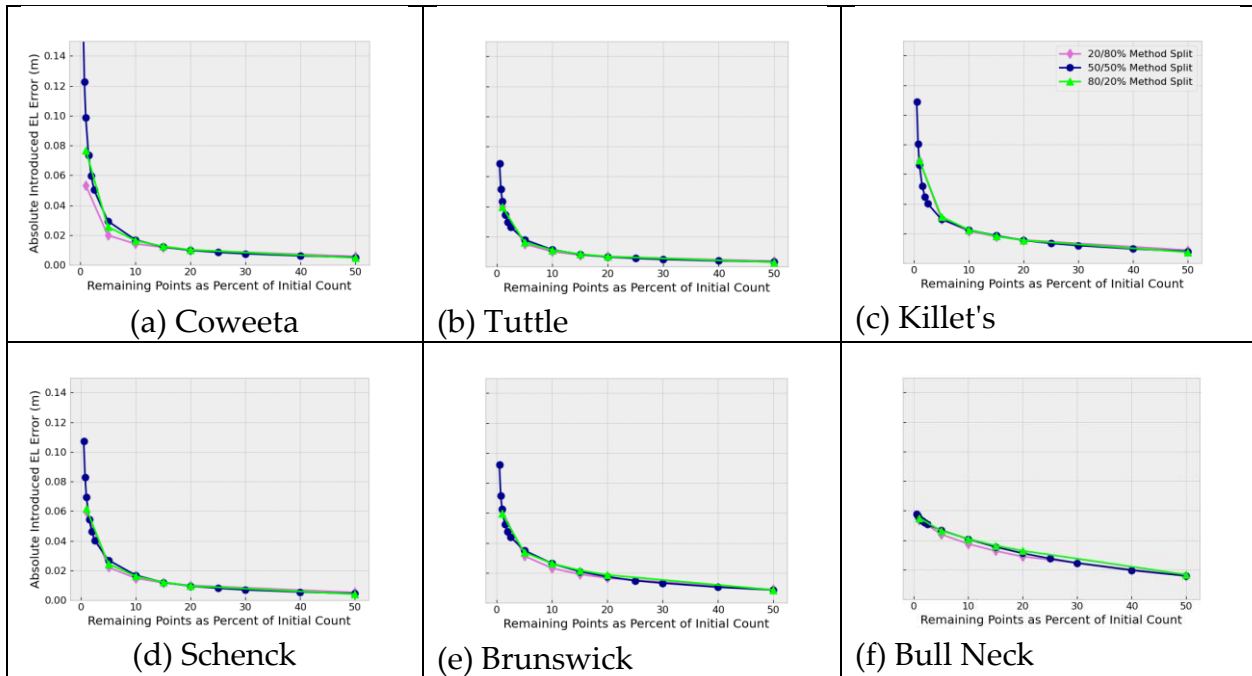 Absolute Introduced EL Error (m)
0.14
0.12
0.10
0.08
0.06
0.04
0.02
0.00
0 10 20 30 40 50
Remaining Points as Percent of Initial Count
(a) Coweeta
0 10 20 30 40 50
Remaining Points as Percent of Initial Count
(b) Tuttle
20/80% Method Split
50/50% Method Split
80/20% Method Split
0 10 20 30 40 50
Remaining Points as Percent of Initial Count
(c) Killet's
Absolute Introduced EL Error (m)
0.14
0.12
0.10
0.08
0.06
0.04
0.02
0.00
0 10 20 30 40 50
Remaining Points as Percent of Initial Count
(d) Schenck
0 10 20 30 40 50
Remaining Points as Percent of Initial Count
(e) Brunswick
0 10 20 30 40 50
Remaining Points as Percent of Initial Count
(f) Bull Neck